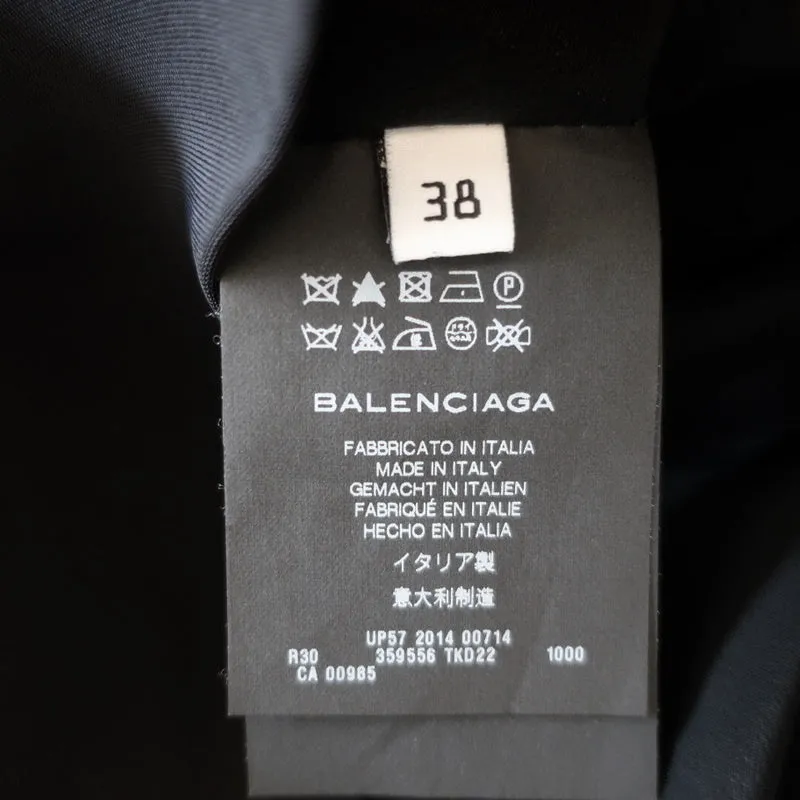 38
P
BALENCIAGA
FABBRICATO IN ITALIA
MADE IN ITALY
GEMACHT IN ITALIEN
FABRIQUÉ EN ITALIE
HECHO EN ITALIA
イタリア製
意大利制造
UP57 2014 00714
R30 359556 TKD22 1000
CA 00985